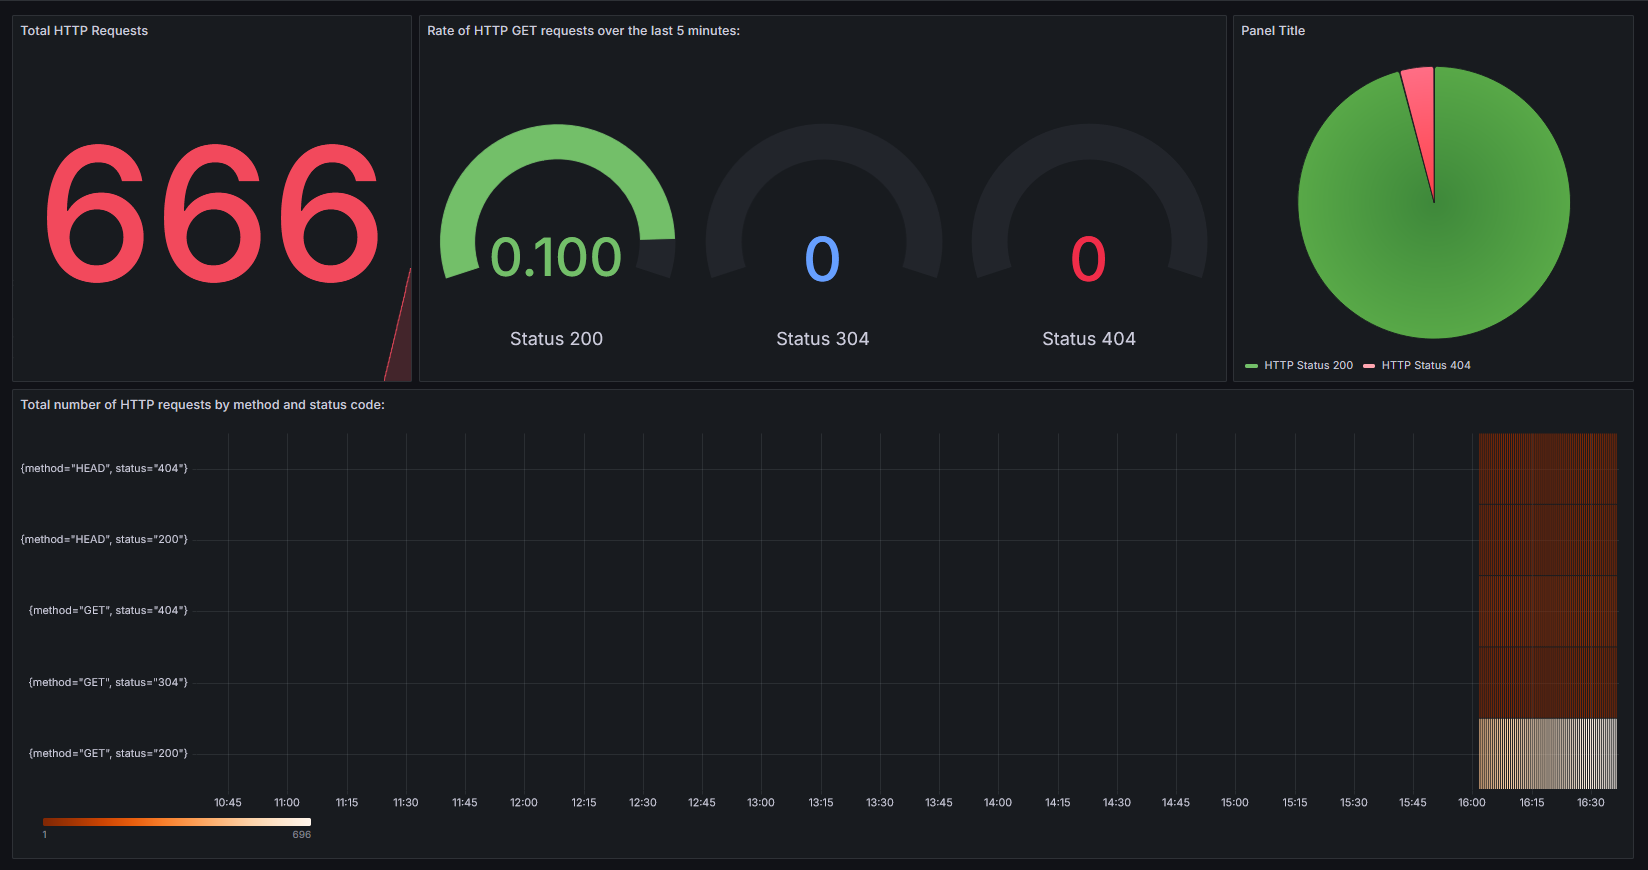 Total HTTP Requests
666
Rate of HTTP GET requests over the last 5 minutes:
0.100
Status 200
0
Status 304
0
Status 404
Panel Title
HTTP Status 200
HTTP Status 404
Total number of HTTP requests by method and status code:
{method="HEAD", status="404"}
{method="HEAD", status="200"}
{method="GET", status="404"}
{method="GET", status="304"}
{method="GET", status="200"}
10:45 11:00 11:15 11:30 11:45 12:00 12:15 12:30 12:45 13:00 13:15 13:30 13:45 14:00 14:15 14:30 14:45 15:00 15:15 15:30 15:45 16:00 16:15 16:30
1 696